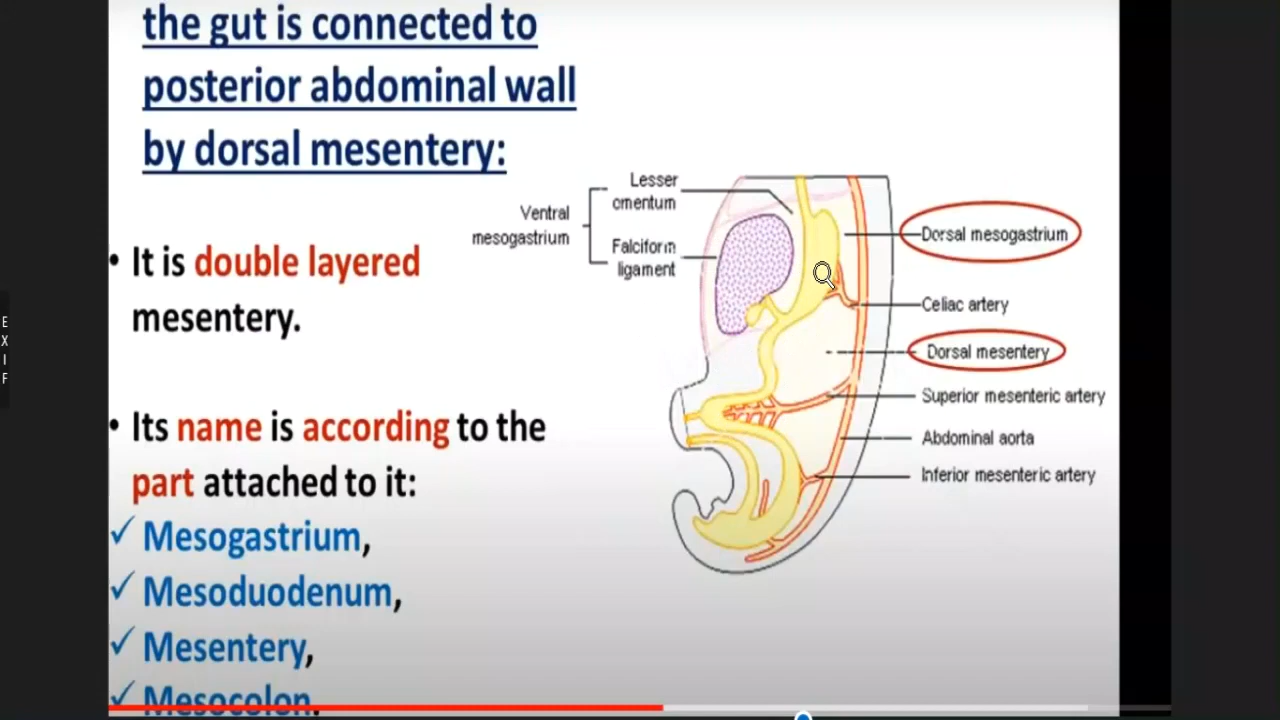 the gut is connected to
posterior abdominal wall
by dorsal mesentery:
• It is double layered
mesentery.
• Its name is according to the
part attached to it:
✓ Mesogastrium,
✓ Mesoduodenum,
✓ Mesentery,
✓ Mesocolon.
Ventral
mesogastrium
Lesser
omentum
Falciform
ligament
Dorsal mesogastrium
Celiac artery
Dorsal mesentery
Superior mesenteric artery
Abdominal aorta
Inferior mesenteric artery
E
X
I
F